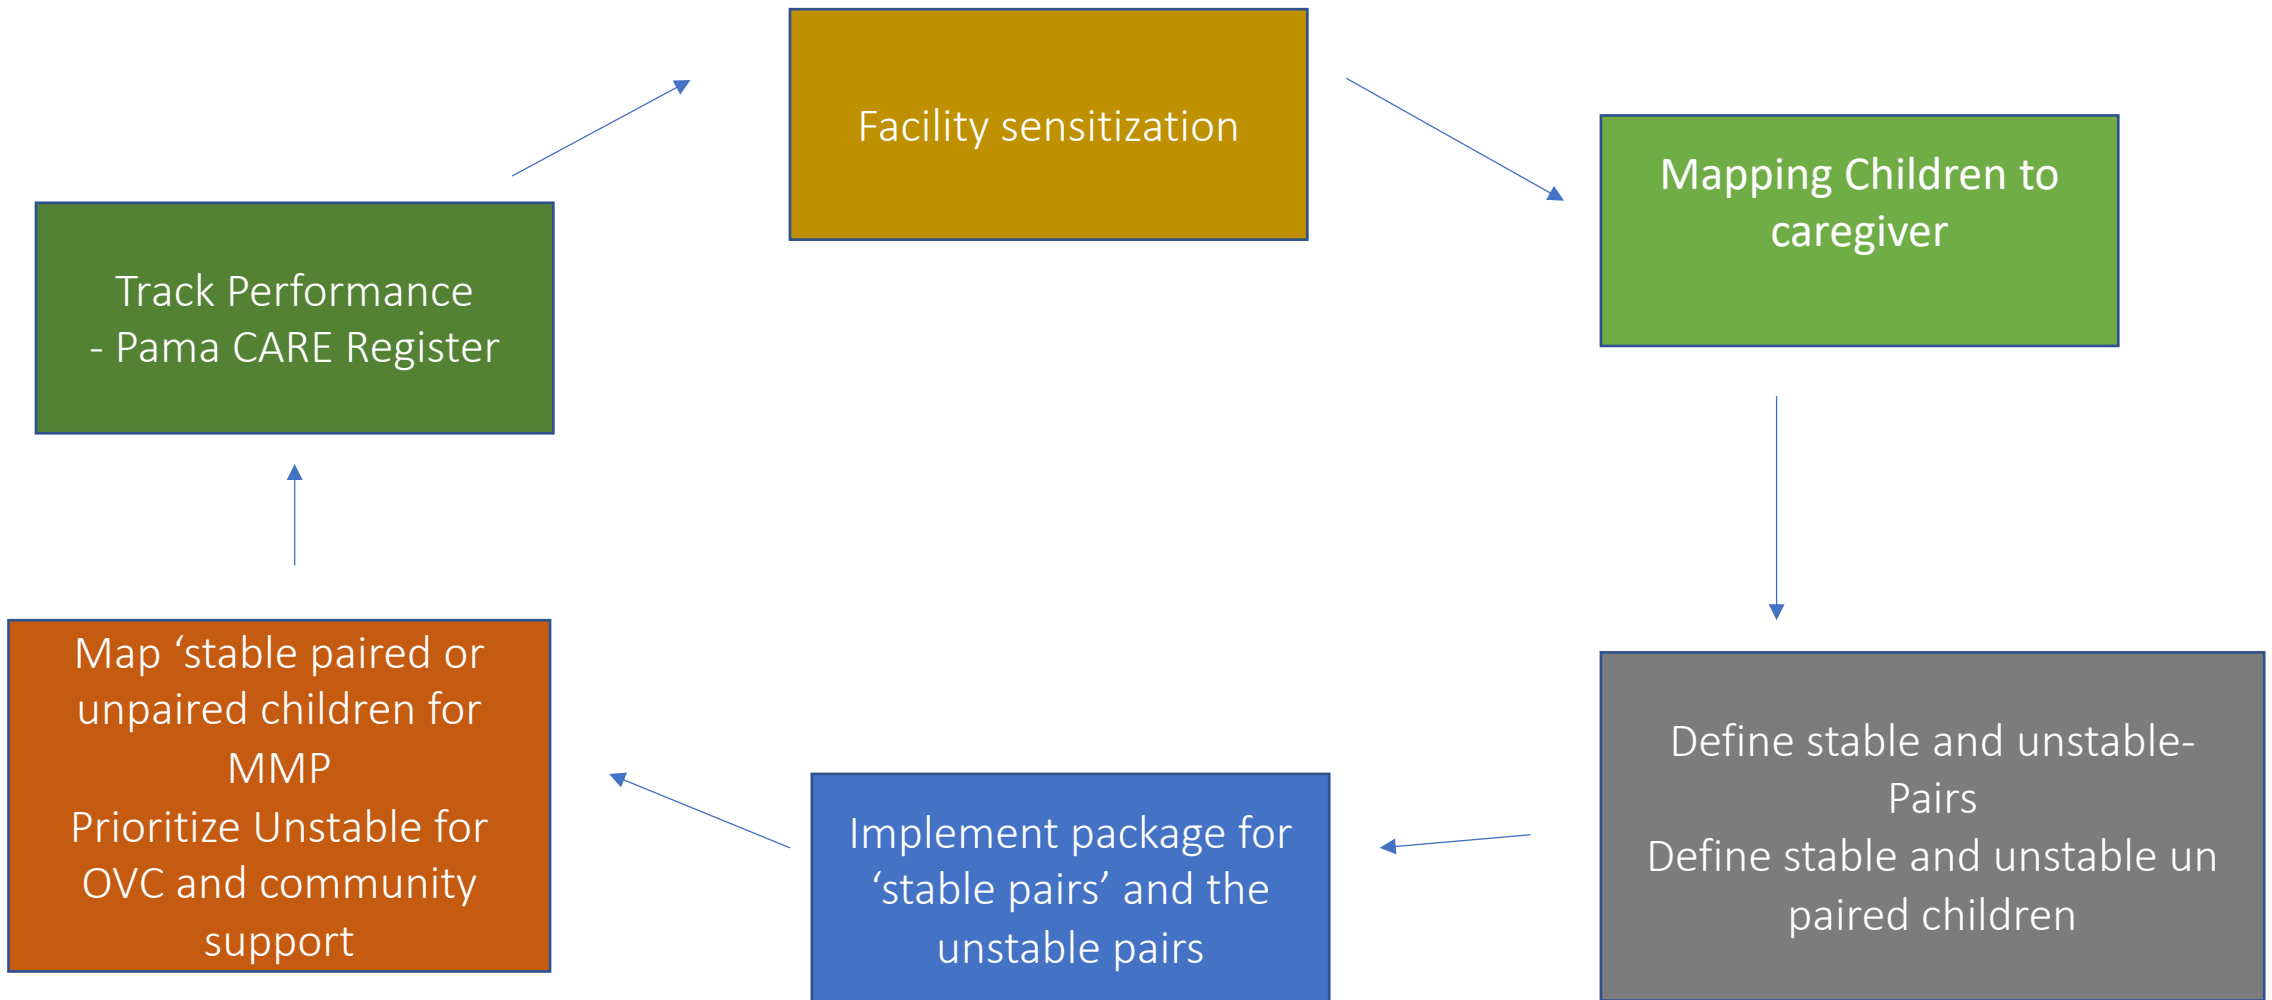 Facility sensitization
Mapping Children to
caregiver
Define stable and unstable-
Pairs
Define stable and unstable un
paired children
Implement package for
‘stable pairs’ and the
unstable pairs
Map ‘stable paired or
unpaired children for
MMP
Prioritize Unstable for
OVC and community
support
Track Performance
- Pama CARE Register